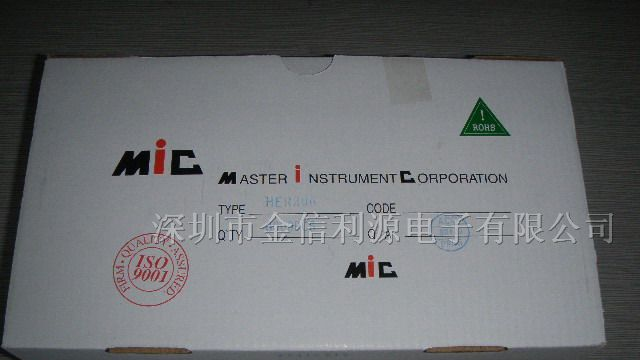 !
ROHS
MiC
MASTER iNSTRUMENT CORPORATION
TYPE CODE
深圳市金信利源电子有限公司
Q'TY Q.A.
MiC
FIRM QUALITY ASSURED
ISO
9001